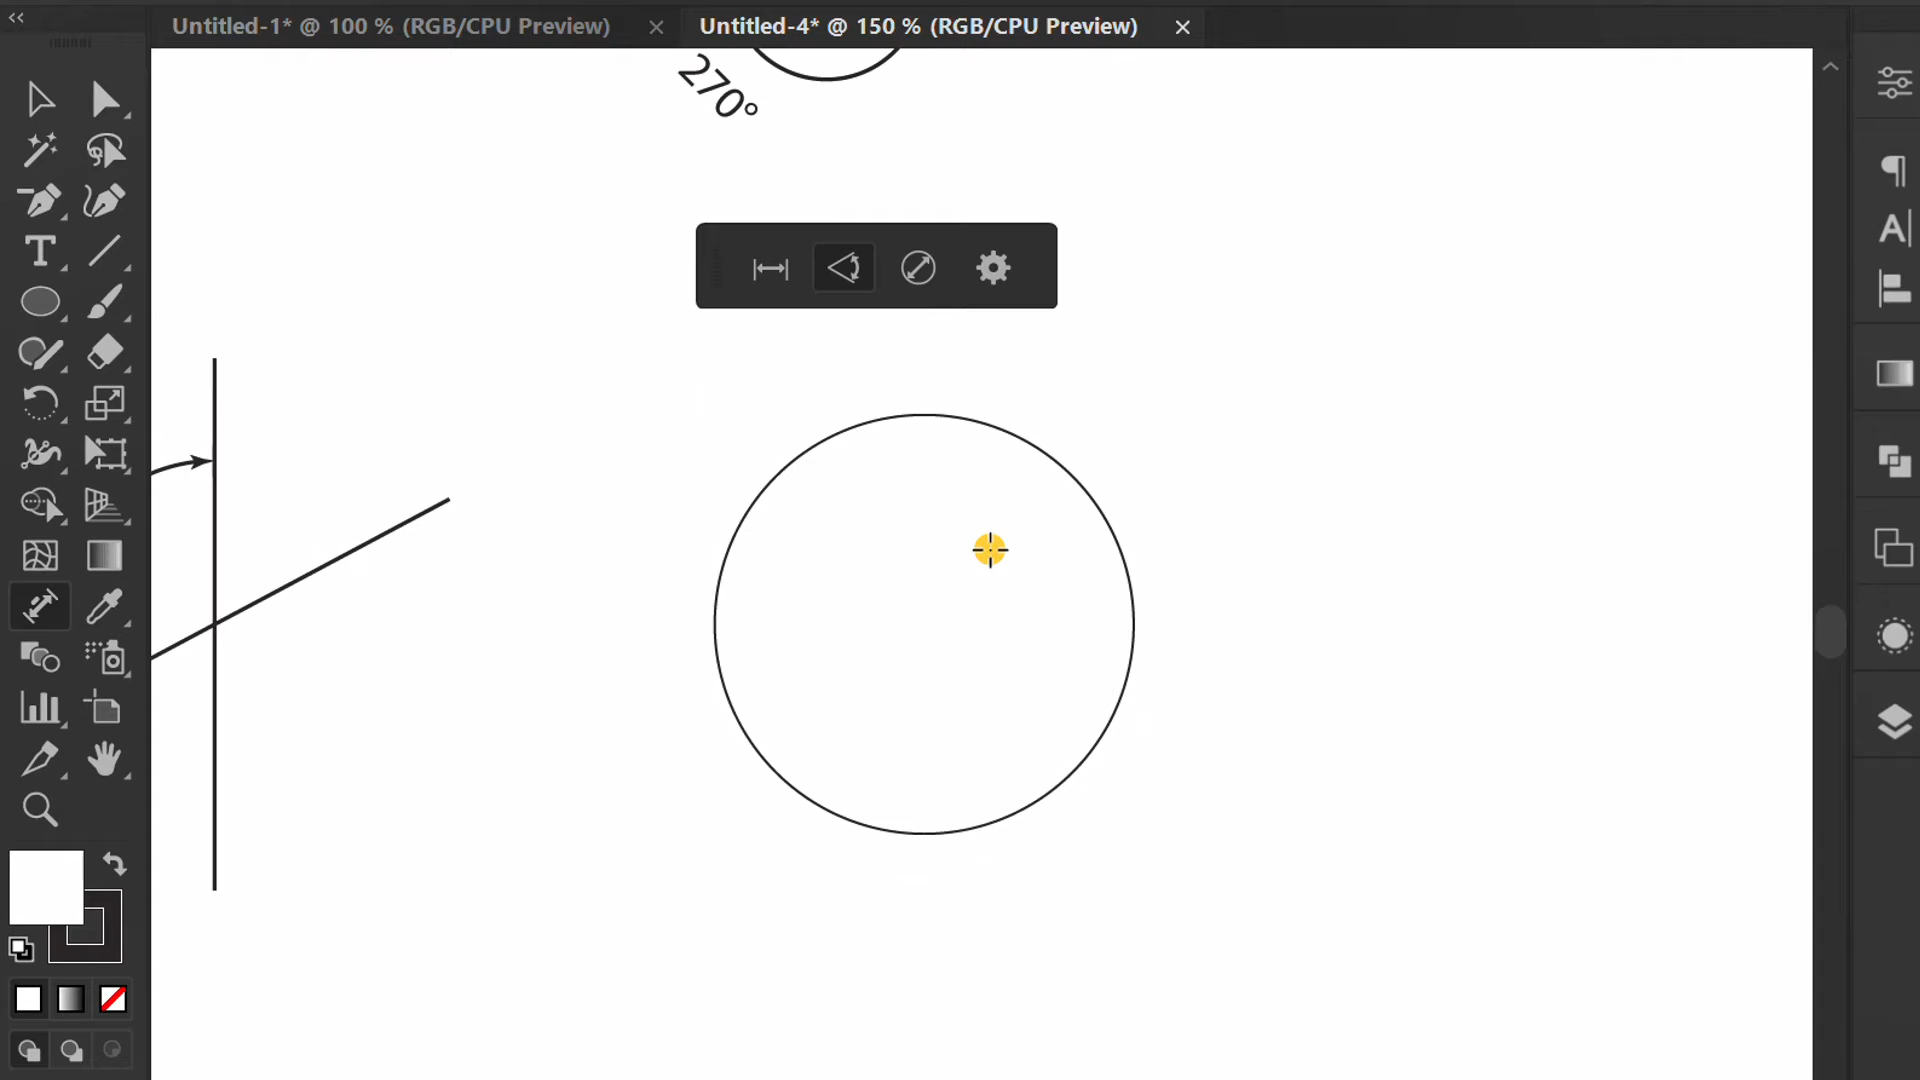 Untitled-1* @ 100 % (RGB/CPU Preview)
Untitled-4* @ 150 % (RGB/CPU Preview)
270°